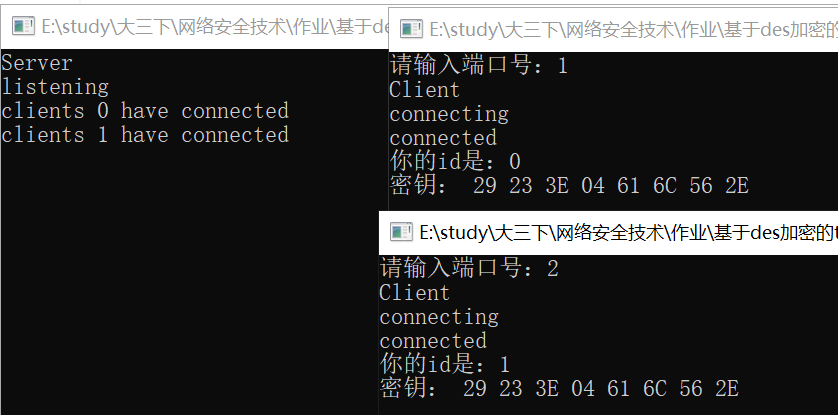 E:\study\大三下\网络安全技术\作业\基于de
Server
listening
clients 0 have connected
clients 1 have connected
E:\study\大三下\网络安全技术\作业\基于des加密的
请输入端口号：1
Client
connecting
connected
你的id是：0
密钥： 29 23 3E 04 61 6C 56 2E
E:\study\大三下\网络安全技术\作业\基于des加密的t
请输入端口号：2
Client
connecting
connected
你的id是：1
密钥： 29 23 3E 04 61 6C 56 2E